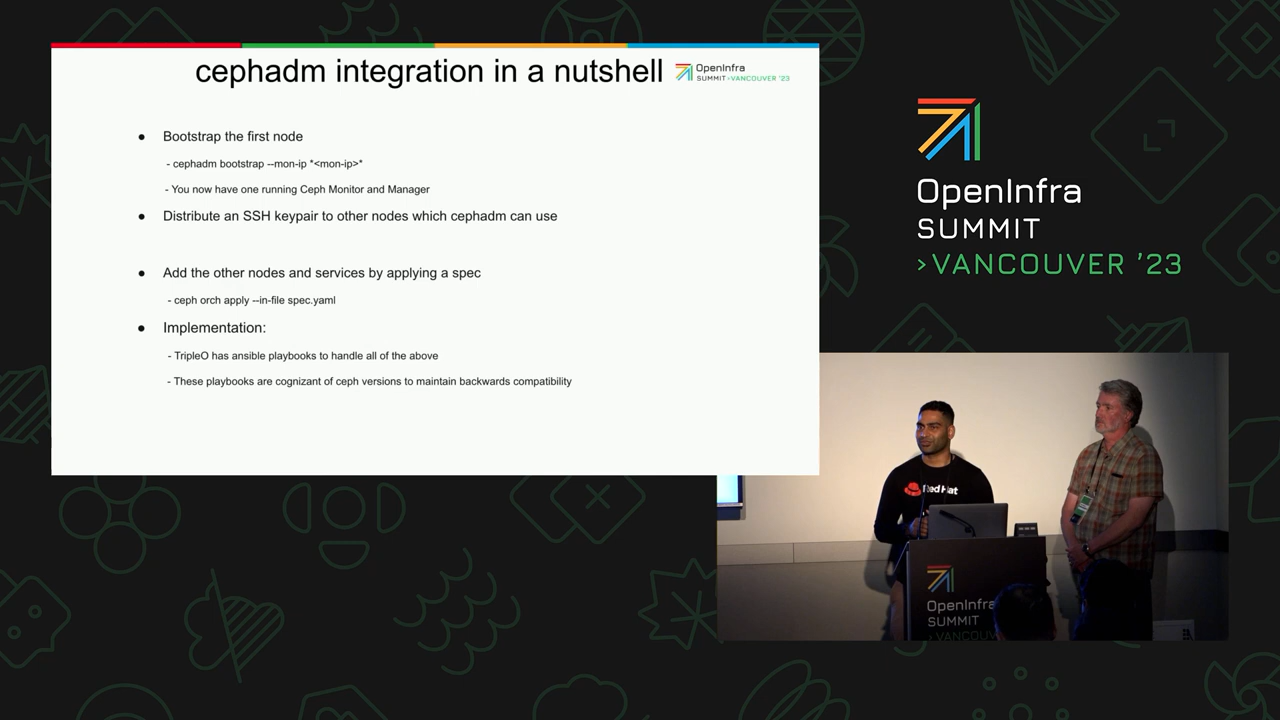 cephadm integration in a nutshell
OpenInfra
SUMMIT›VANCOUVER '23
● Bootstrap the first node
- cephadm bootstrap --mon-ip *<mon-ip>*
- You now have one running Ceph Monitor and Manager
● Distribute an SSH keypair to other nodes which cephadm can use
● Add the other nodes and services by applying a spec
- ceph orch apply --in-file spec.yaml
● Implementation:
- TripleO has ansible playbooks to handle all of the above
- These playbooks are cognizant of ceph versions to maintain backwards compatibility
OpenInfra
SUMMIT
›VANCOUVER '23
Red Hat
OpenInfra
SUMMIT
›VANCOUV